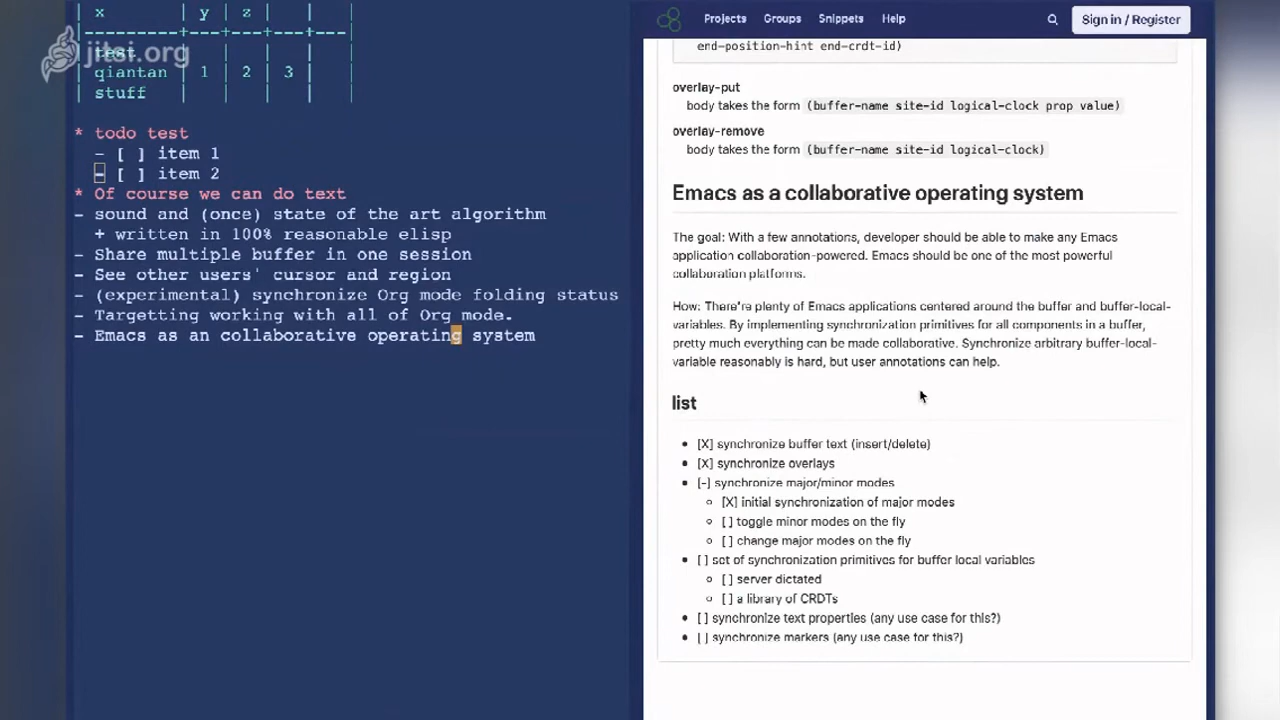 | x | y | z | | |
|---------+---+---+---+---|
| test | | | | |
| qiantan | 1 | 2 | 3 | |
| stuff | | | | |
jitsi.org
* todo test
- [ ] item 1
- [ ] item 2
* Of course we can do text
- sound and (once) state of the art algorithm
+ written in 100% reasonable elisp
- Share multiple buffer in one session
- See other users' cursor and region
- (experimental) synchronize Org mode folding status
- Targetting working with all of Org mode.
- Emacs as an collaborative operating system
Projects Groups Snippets Help Sign in / Register
end-position-hint end-crdt-id)
overlay-put
body takes the form (buffer-name site-id logical-clock prop value)
overlay-remove
body takes the form (buffer-name site-id logical-clock)
Emacs as a collaborative operating system
The goal: With a few annotations, developer should be able to make any Emacs
application collaboration-powered. Emacs should be one of the most powerful
collaboration platforms.
How: There're plenty of Emacs applications centered around the buffer and buffer-local-
variables. By implementing synchronization primitives for all components in a buffer,
pretty much everything can be made collaborative. Synchronize arbitrary buffer-local-
variable reasonably is hard, but user annotations can help.
list
• [X] synchronize buffer text (insert/delete)
• [X] synchronize overlays
• [-] synchronize major/minor modes
◦ [X] initial synchronization of major modes
◦ [ ] toggle minor modes on the fly
◦ [ ] change major modes on the fly
• [ ] set of synchronization primitives for buffer local variables
◦ [ ] server dictated
◦ [ ] a library of CRDTs
• [ ] synchronize text properties (any use case for this?)
• [ ] synchronize markers (any use case for this?)